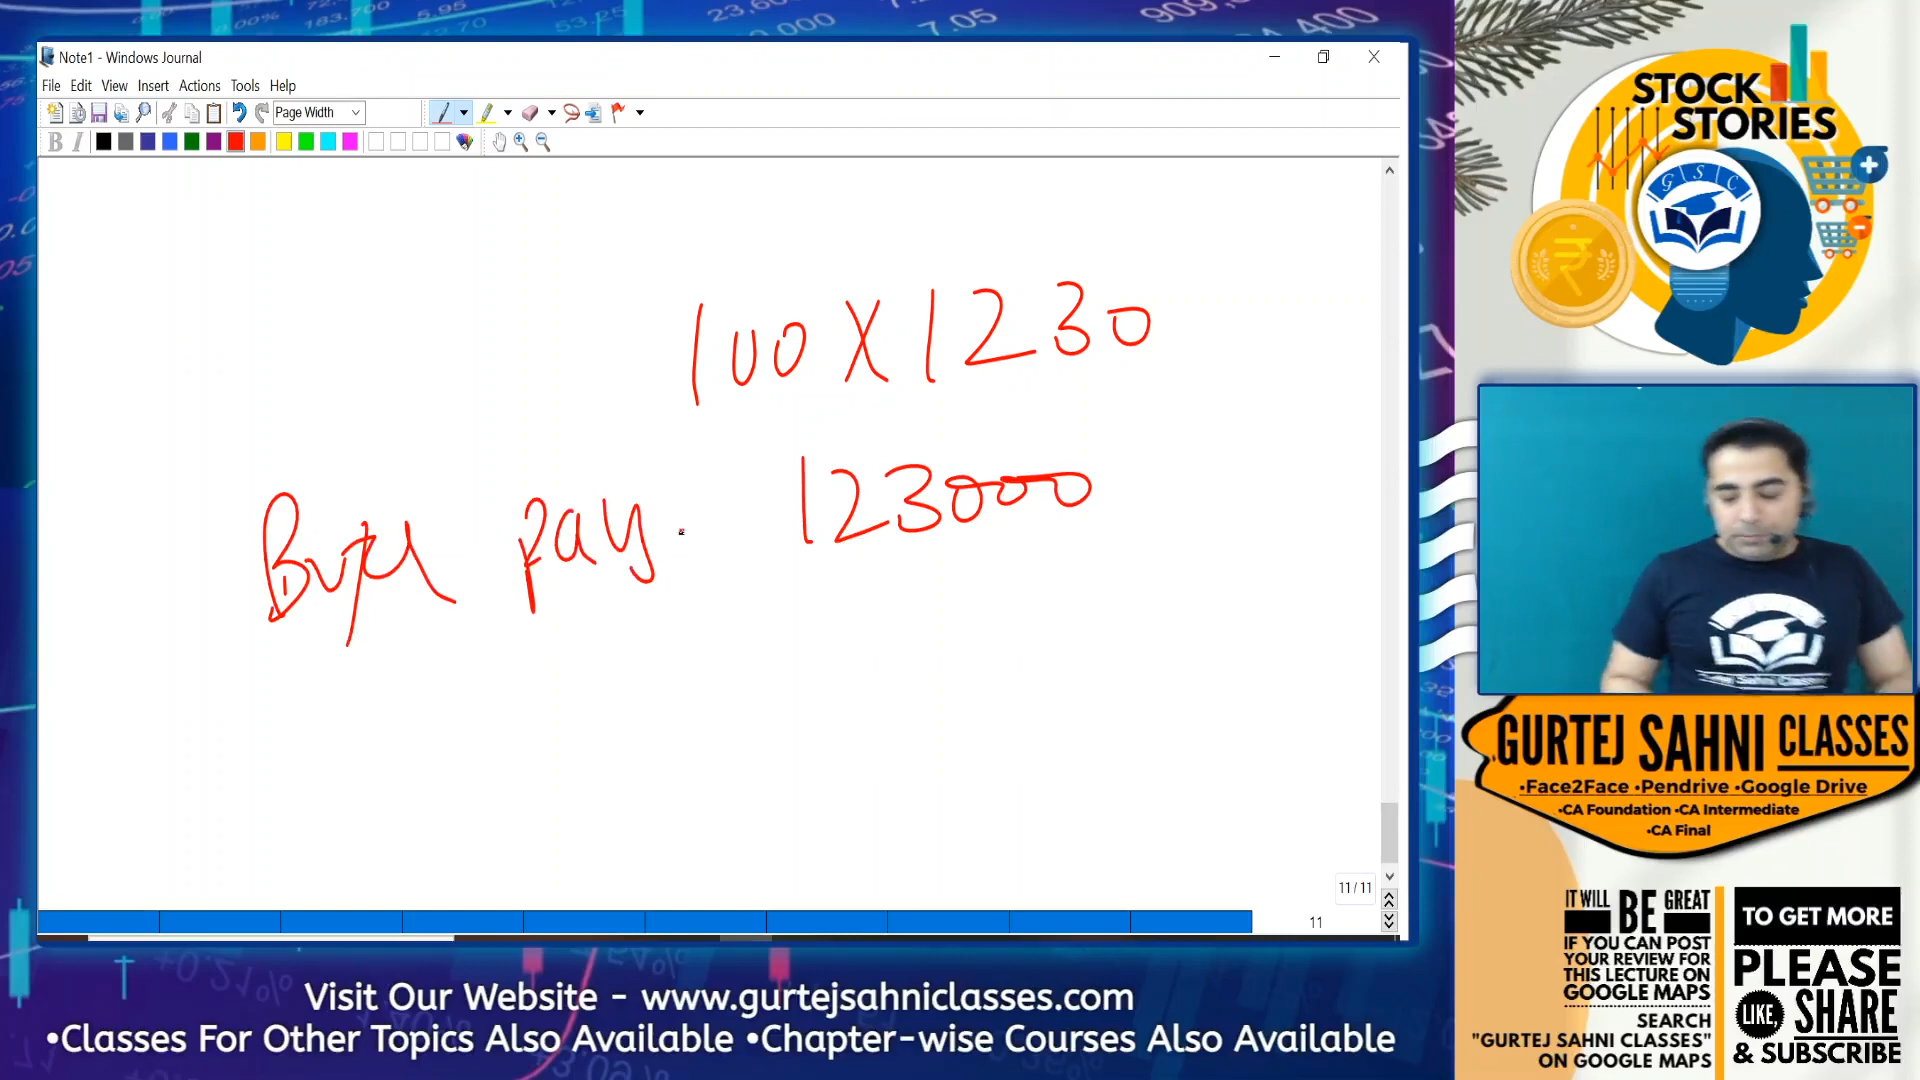 Note1 - Windows Journal
File Edit View Insert Actions Tools Help
Page Width
B I
100 X 1230
123000
Buyer pay.
11 / 11
11
STOCK
STORIES
G S C
GURTEJ SAHNI CLASSES
•Face2Face •Pendrive •Google Drive
•CA Foundation •CA Intermediate
•CA Final
IT WILL BE GREAT
IF YOU CAN POST
YOUR REVIEW FOR
THIS LECTURE ON
GOOGLE MAPS
SEARCH
"GURTEJ SAHNI CLASSES"
ON GOOGLE MAPS
TO GET MORE
PLEASE
LIKE, SHARE
& SUBSCRIBE
Visit Our Website - www.gurtejsahniclasses.com
•Classes For Other Topics Also Available •Chapter-wise Courses Also Available